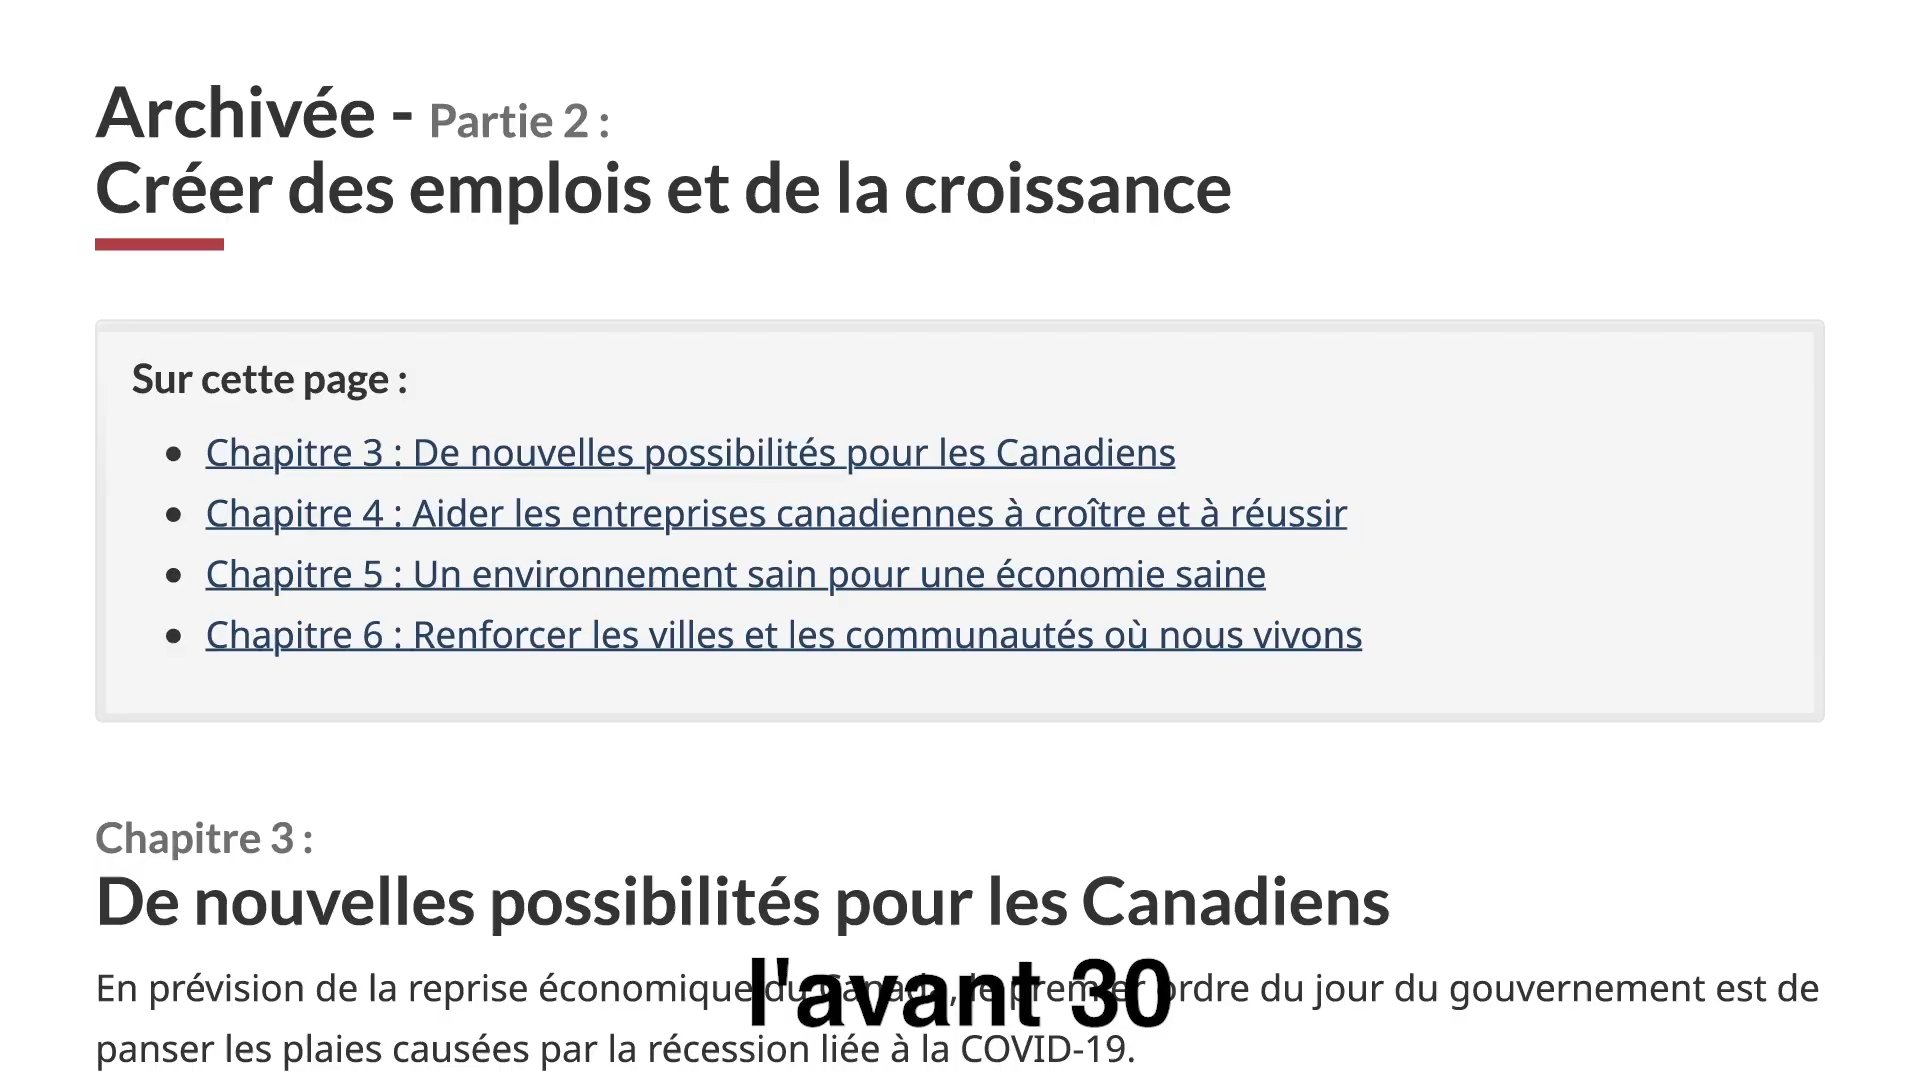 Archivée - Partie 2 :
Créer des emplois et de la croissance
Sur cette page :
Chapitre 3 : De nouvelles possibilités pour les Canadiens
Chapitre 4 : Aider les entreprises canadiennes à croître et à réussir
Chapitre 5 : Un environnement sain pour une économie saine
Chapitre 6 : Renforcer les villes et les communautés où nous vivons
Chapitre 3 :
De nouvelles possibilités pour les Canadiens
En prévision de la reprise économique du Canada, le premier ordre du jour du gouvernement est de
l'avant 30
panser les plaies causées par la récession liée à la COVID-19.